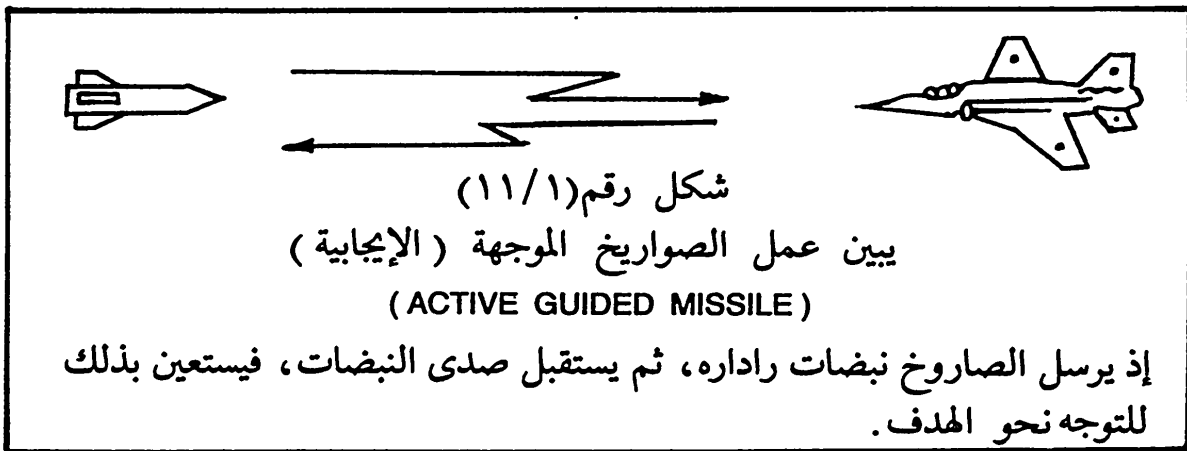 شكل رقم(١١/١)
يبين عمل الصواريخ الموجهة ( الإيجابية )
( ACTIVE GUIDED MISSILE )
إذ يرسل الصاروخ نبضات راداره، ثم يستقبل صدى النبضات، فيستعين بذلك
للتوجه نحو الهدف.